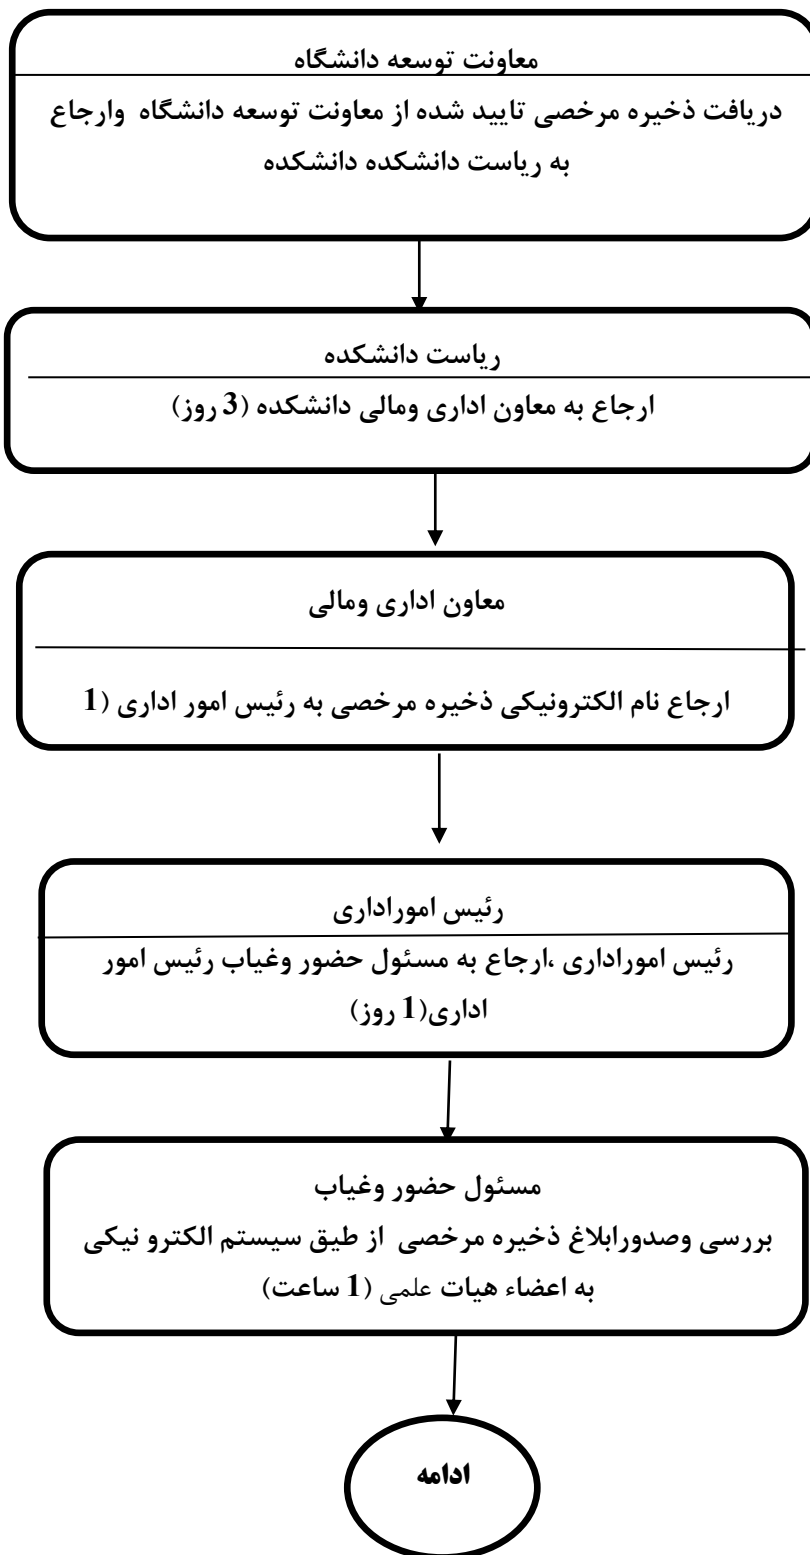 معاونت توسعه دانشگاه
دریافت ذخیره مرخصی تایید شده از معاونت توسعه دانشگاه وارجاع
به ریاست دانشکده دانشکده
ریاست دانشکده
ارجاع به معاون اداری ومالی دانشکده (3 روز)
معاون اداری ومالی
ارجاع نام الکترونیکی ذخیره مرخصی به رئیس امور اداری (1
رئیس اموراداری
رئیس اموراداری ،ارجاع به مسئول حضور وغیاب رئیس امور
اداری(1 روز)
مسئول حضور وغیاب
بررسی وصدورابلاغ ذخیره مرخصی از طیق سیستم الکترو نیکی
به اعضاء هیات علمی (1 ساعت)
ادامه